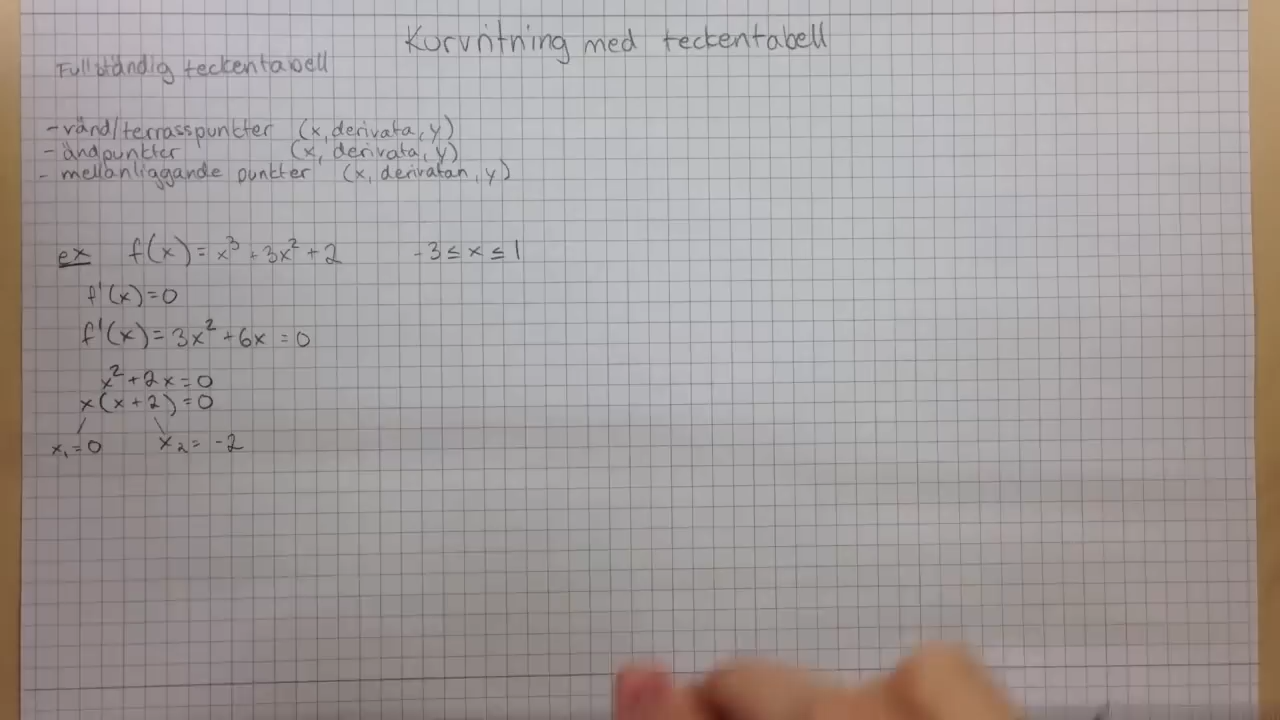 Kurvritning med teckentabell
Fullständig teckentabell
- vänd/terrasspunkter (x, derivata, y)
- ändpunkter (x, derivata, y)
- mellanliggande punkter (x, derivatan, y)
ex f(x) = x³ + 3x² + 2 -3 ≤ x ≤ 1
f'(x) = 0
f'(x) = 3x² + 6x = 0
x² + 2x = 0
x(x + 2) = 0
x₁ = 0 x₂ = -2